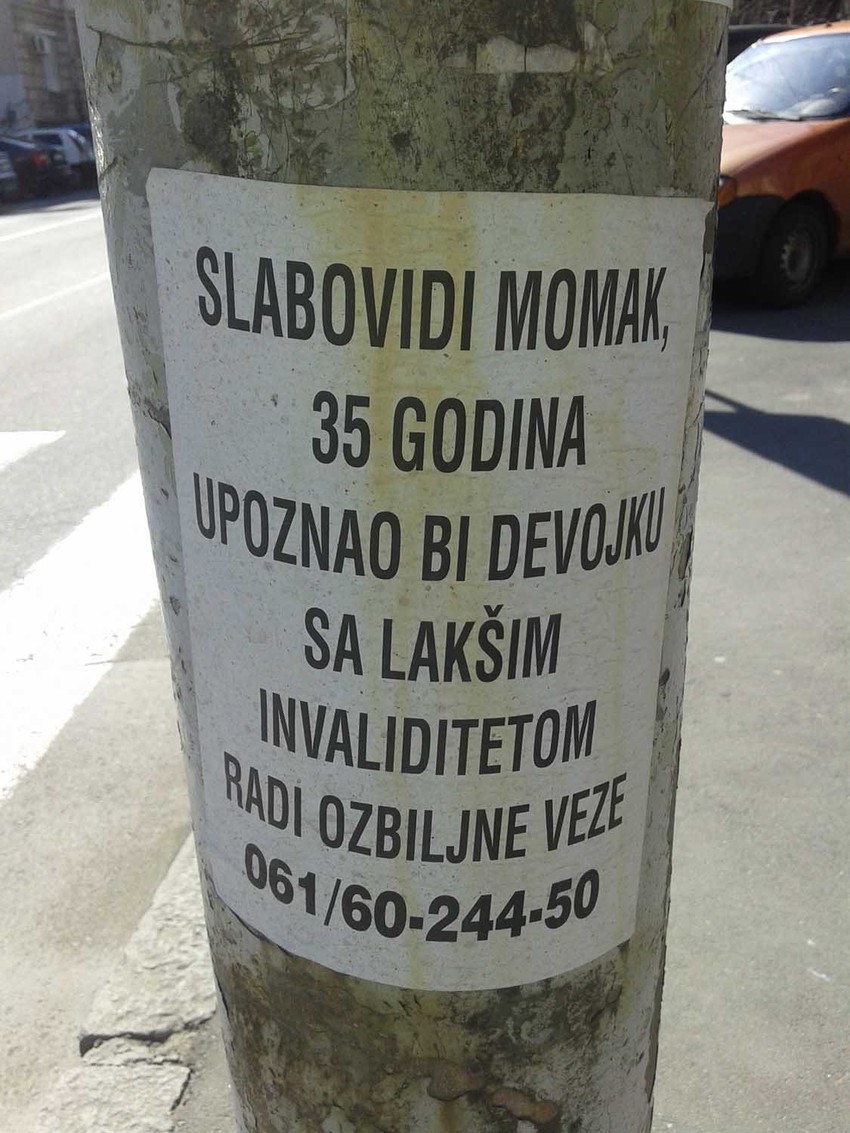 SLABOVIDI MOMAK,
35 GODINA
UPOZNAO BI DEVOJKU
SA LAKŠIM
INVALIDITETOM
RADI OZBILJNE VEZE
061/60-244-50